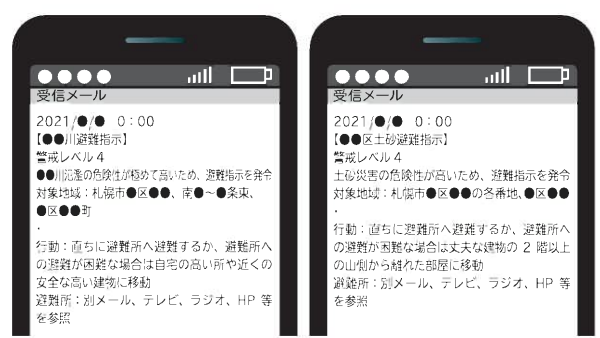 受信メール
2021/●/● 0：00
【●●川避難指示】
警戒レベル４
●●川氾濫の危険性が極めて高いため、避難指示を発令
対象地域：札幌市●区●●、南●～●条東、
●区●●町
・
行動：直ちに避難所へ避難するか、避難所へ
の避難が困難な場合は自宅の高い所や近くの
安全な高い建物に移動
避難所：別メール、テレビ、ラジオ、HP 等
を参照
受信メール
2021/●/● 0：00
【●●区土砂避難指示】
警戒レベル４
土砂災害の危険性が高いため、避難指示を発令
対象地域：札幌市●区●●の各番地、●区●●
・
行動：直ちに避難所へ避難するか、避難所へ
の避難が困難な場合は丈夫な建物の 2 階以上
の山側から離れた部屋に移動
避難所：別メール、テレビ、ラジオ、HP 等
を参照